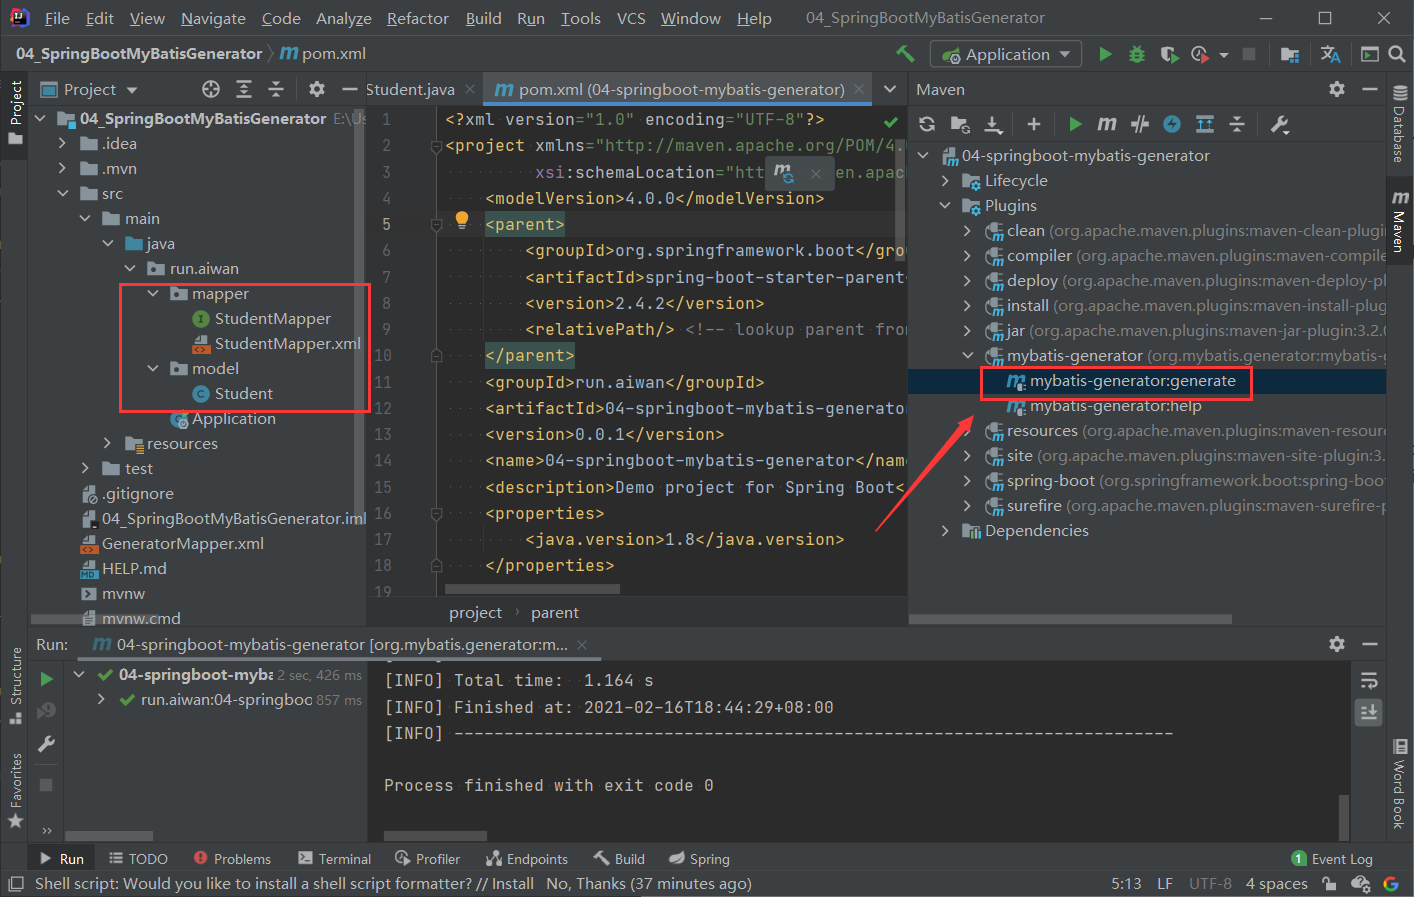 File Edit View Navigate Code Analyze Refactor Build Run Tools VCS Window Help 04_SpringBootMyBatisGenerator
04_SpringBootMyBatisGenerator pom.xml
Application
Project
Student.java
pom.xml (04-springboot-mybatis-generator)
Maven
Project
04_SpringBootMyBatisGenerator E:\Us
.idea
.mvn
src
main
java
run.aiwan
mapper
StudentMapper
StudentMapper.xml
model
Student
Application
resources
test
.gitignore
04_SpringBootMyBatisGenerator.iml
GeneratorMapper.xml
HELP.md
mvnw
mvnw.cmd
1 <?xml version="1.0" encoding="UTF-8"?>
2 <project xmlns="http://maven.apache.org/POM/4.
3 xsi:schemaLocation="htt en.apac
4 <modelVersion>4.0.0</modelVersion>
5 <parent>
6 <groupId>org.springframework.boot</grou
7 <artifactId>spring-boot-starter-parent
8 <version>2.4.2</version>
9 <relativePath/> <!-- lookup parent from
10 </parent>
11 <groupId>run.aiwan</groupId>
12 <artifactId>04-springboot-mybatis-generator
13 <version>0.0.1</version>
14 <name>04-springboot-mybatis-generator</name
15 <description>Demo project for Spring Boot<
16 <properties>
17 <java.version>1.8</java.version>
18 </properties>
19
project parent
04-springboot-mybatis-generator
Lifecycle
Plugins
clean (org.apache.maven.plugins:maven-clean-plugin
compiler (org.apache.maven.plugins:maven-compile
deploy (org.apache.maven.plugins:maven-deploy-pl
install (org.apache.maven.plugins:maven-install-plug
jar (org.apache.maven.plugins:maven-jar-plugin:3.2.0
mybatis-generator (org.mybatis.generator:mybatis-g
mybatis-generator:generate
mybatis-generator:help
resources (org.apache.maven.plugins:maven-resourc
site (org.apache.maven.plugins:maven-site-plugin:3.
spring-boot (org.springframework.boot:spring-boot
surefire (org.apache.maven.plugins:maven-surefire-p
Dependencies
Database
Maven
Word Book
Run: 04-springboot-mybatis-generator [org.mybatis.generator:m...
04-springboot-myba 2 sec, 426 ms
run.aiwan:04-springboo 857 ms
[INFO] Total time: 1.164 s
[INFO] Finished at: 2021-02-16T18:44:29+08:00
[INFO] ------------------------------------------------------------------------
Process finished with exit code 0
Structure
Favorites
Run TODO Problems Terminal Profiler Endpoints Build Spring 1 Event Log
Shell script: Would you like to install a shell script formatter? // Install No, Thanks (37 minutes ago) 5:13 LF UTF-8 4 spaces